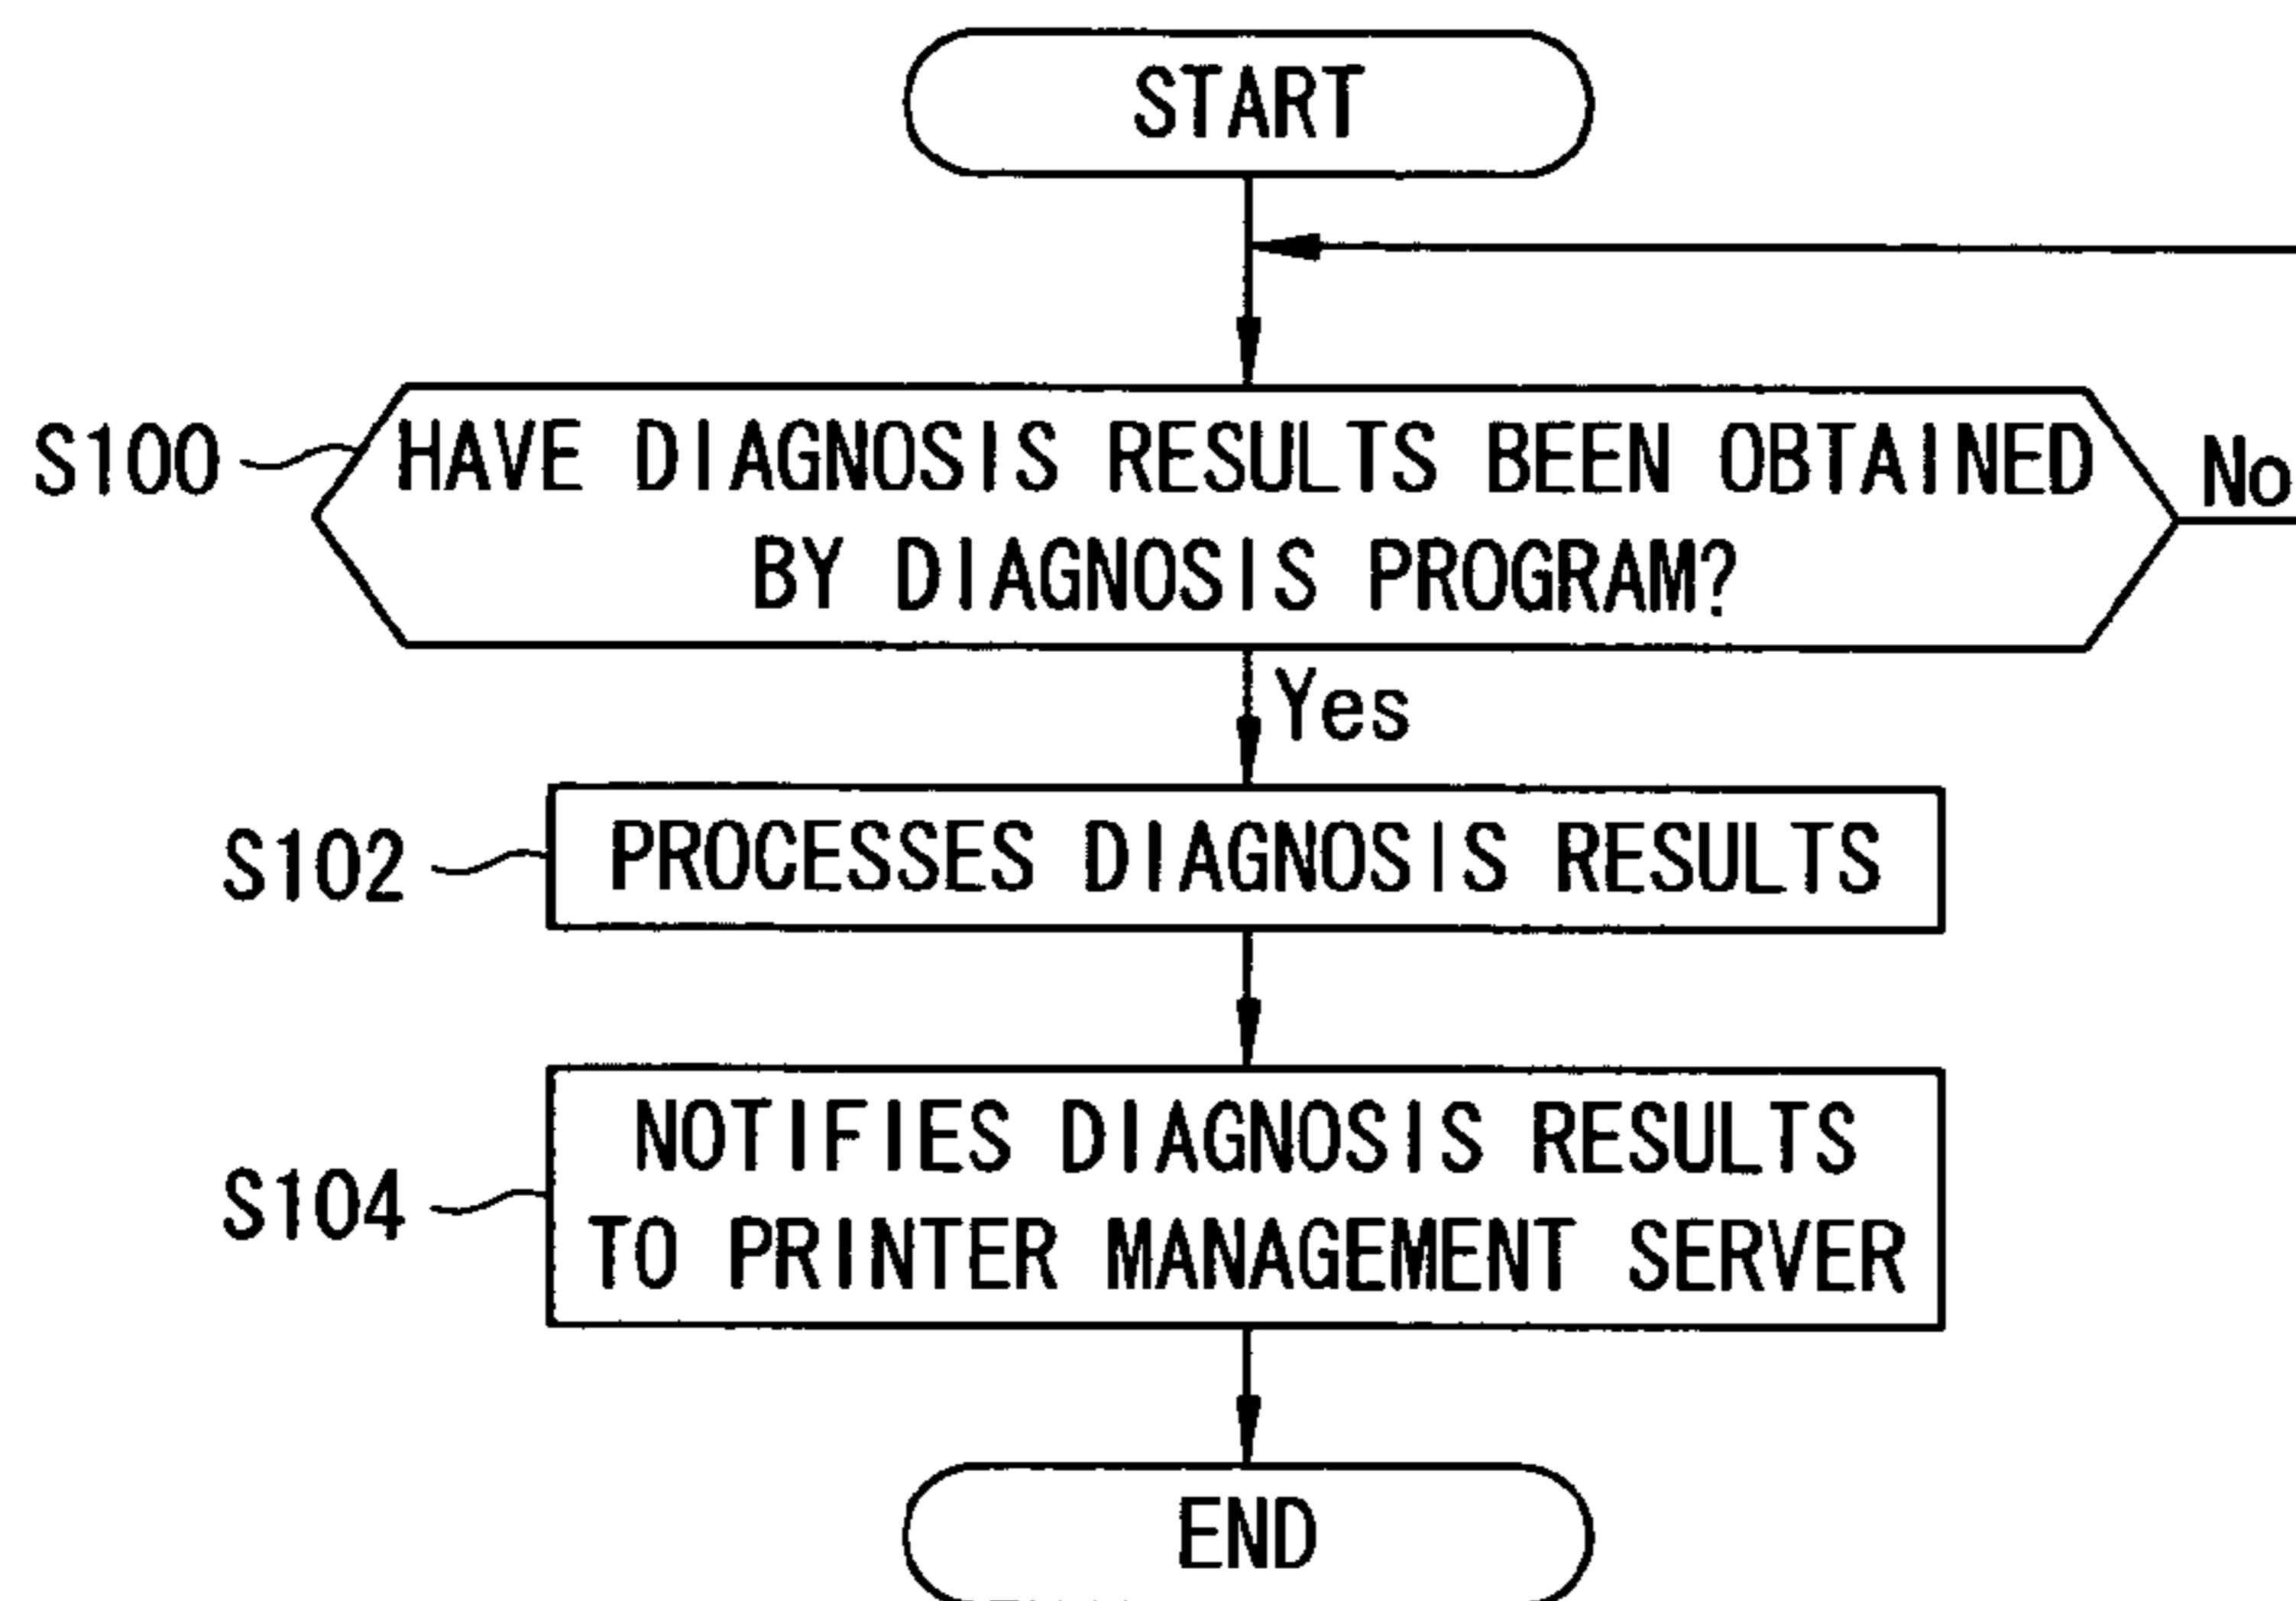 START
S100
HAVE DIAGNOSIS RESULTS BEEN OBTAINED
BY DIAGNOSIS PROGRAM?
No
Yes
S102
PROCESSES DIAGNOSIS RESULTS
S104
NOTIFIES DIAGNOSIS RESULTS
TO PRINTER MANAGEMENT SERVER
END